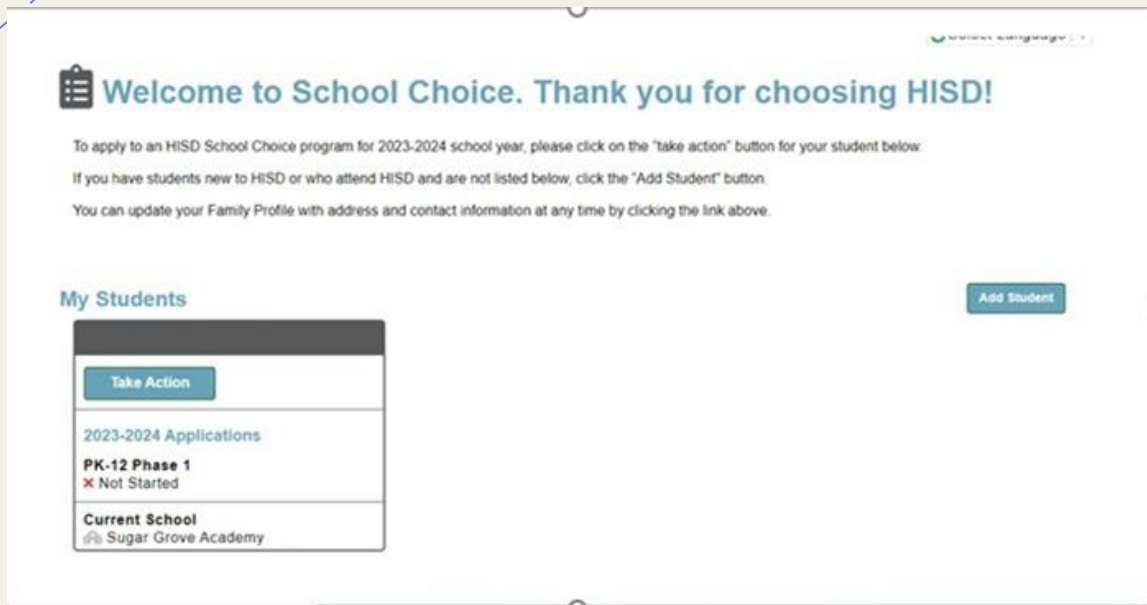 Welcome to School Choice. Thank you for choosing HISD!
To apply to an HISD School Choice program for 2023-2024 school year, please click on the "take action" button for your student below.
If you have students new to HISD or who attend HISD and are not listed below, click the "Add Student" button.
You can update your Family Profile with address and contact information at any time by clicking the link above.
My Students
Add Student
Take Action
2023-2024 Applications
PK-12 Phase 1
Not Started
Current School
Sugar Grove Academy